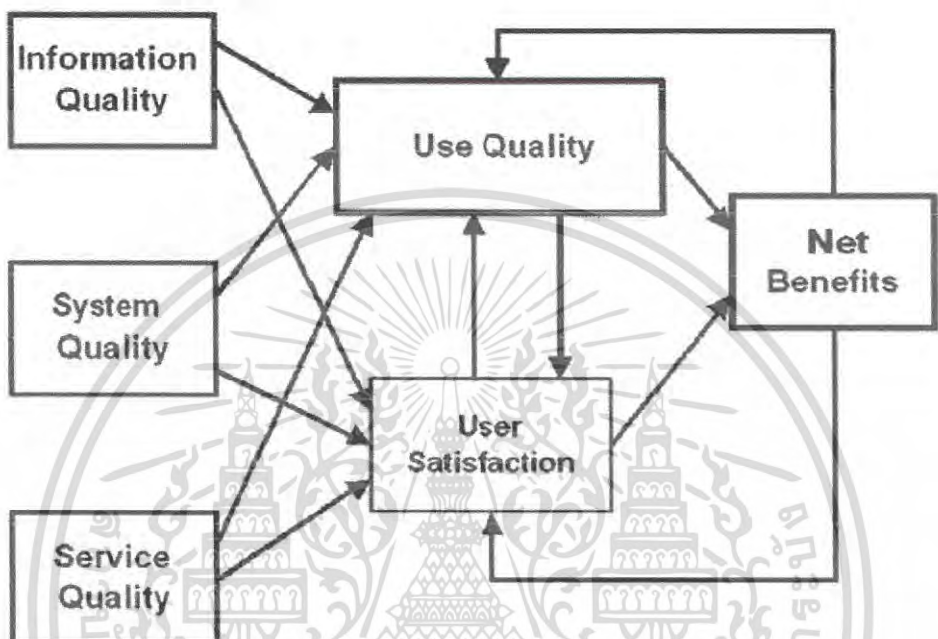 Information
Quality
Use Quality
Net
Benefits
System
Quality
User
Satisfaction
Service
Quality